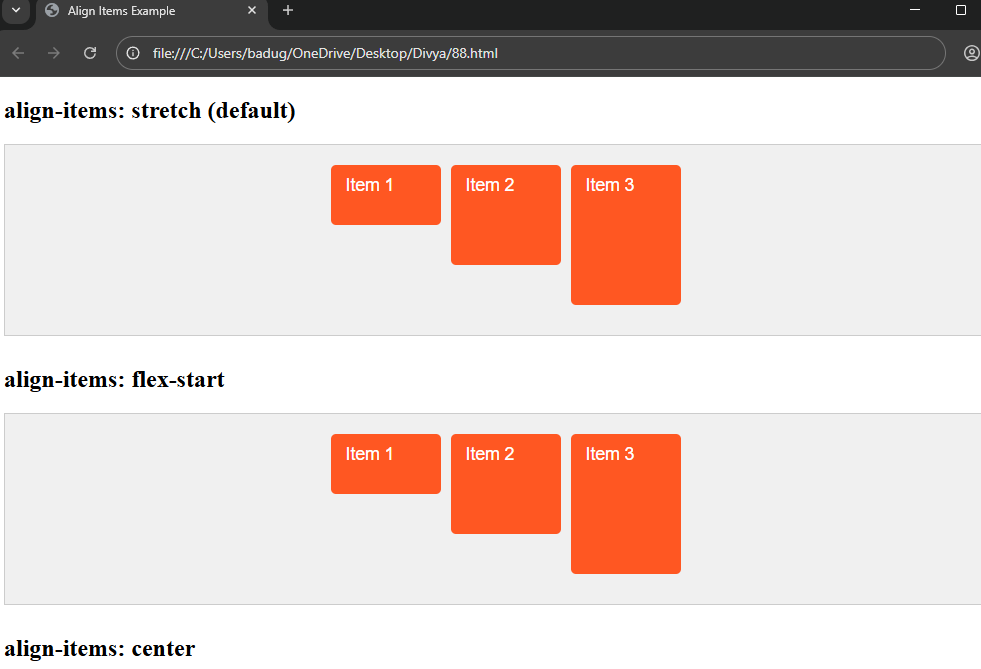 Align Items Example
file:///C:/Users/badug/OneDrive/Desktop/Divya/88.html
align-items: stretch (default)
Item 1 Item 2 Item 3
align-items: flex-start
Item 1 Item 2 Item 3
align-items: center